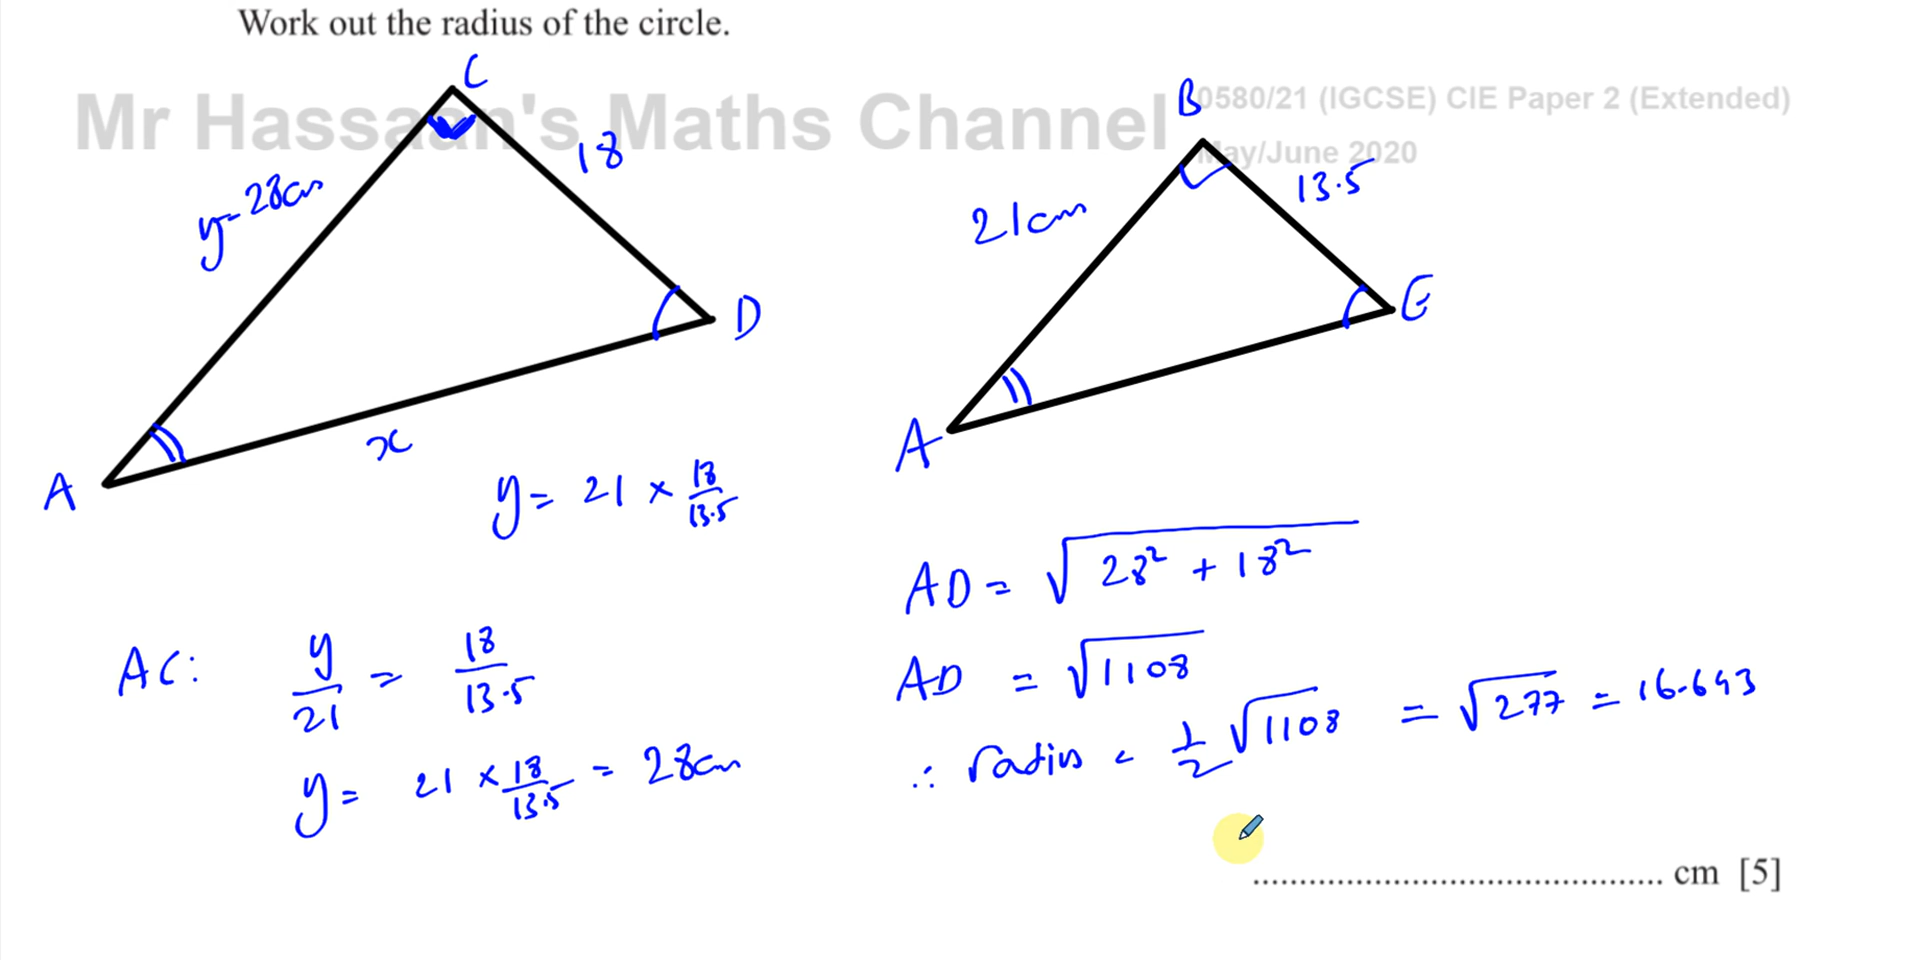 Work out the radius of the circle.
Mr Hassaan's Maths Channel
0580/21 (IGCSE) CIE Paper 2 (Extended)
May/June 2020
C
18
y = 28cm
D
A
x
B
13.5
21cm
E
A
y = 21 × 18/13.5
AC: y/21 = 18/13.5
y = 21 × 18/13.5 = 28cm
AD = √28² + 18²
AD = √1108
∴ radius = 1/2 √1108 = √277 = 16.643
.......................................... cm [5]